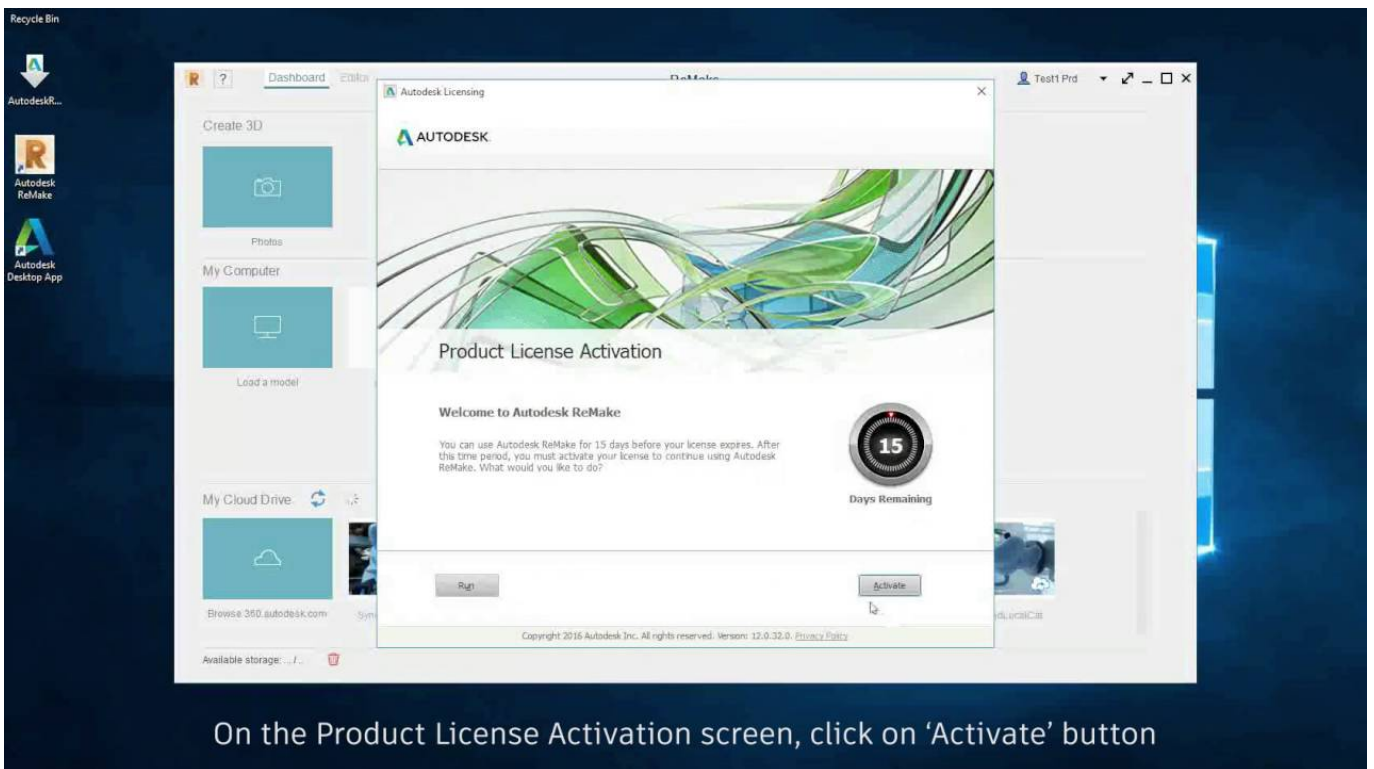 Recycle Bin
AutodeskR...
Autodesk
ReMake
Autodesk
Desktop App
R ? Dashboard Editor
ReMake
Test1 Prd
Create 3D
Photos
My Computer
Load a model
My Cloud Drive
Browse 360.autodesk.com
Available storage: .../...
Autodesk Licensing
AUTODESK
Product License Activation
Welcome to Autodesk ReMake
You can use Autodesk ReMake for 15 days before your license expires. After
this time period, you must activate your license to continue using Autodesk
ReMake. What would you like to do?
15
Days Remaining
Run
Activate
Copyright 2016 Autodesk Inc. All rights reserved. Version: 12.0.32.0. Privacy Policy
On the Product License Activation screen, click on ‘Activate’ button